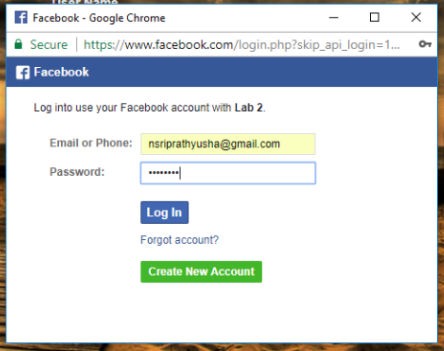 User Name
Facebook - Google Chrome
Secure | https://www.facebook.com/login.php?skip_api_login=1...
Facebook
Log into use your Facebook account with Lab 2.
Email or Phone: nsriprathyusha@gmail.com
Password: ••••••••
Log In
Forgot account?
Create New Account